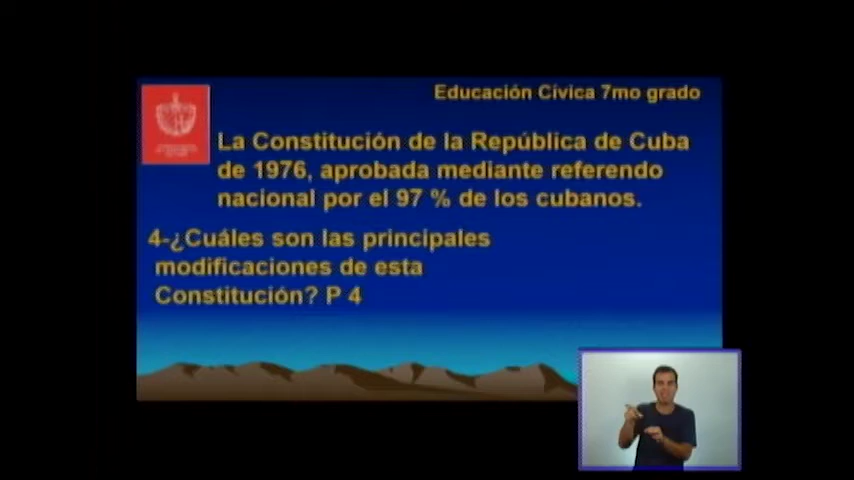 Educación Cívica 7mo grado
La Constitución de la República de Cuba
de 1976, aprobada mediante referendo
nacional por el 97 % de los cubanos.
4-¿Cuáles son las principales
modificaciones de esta
Constitución? P 4